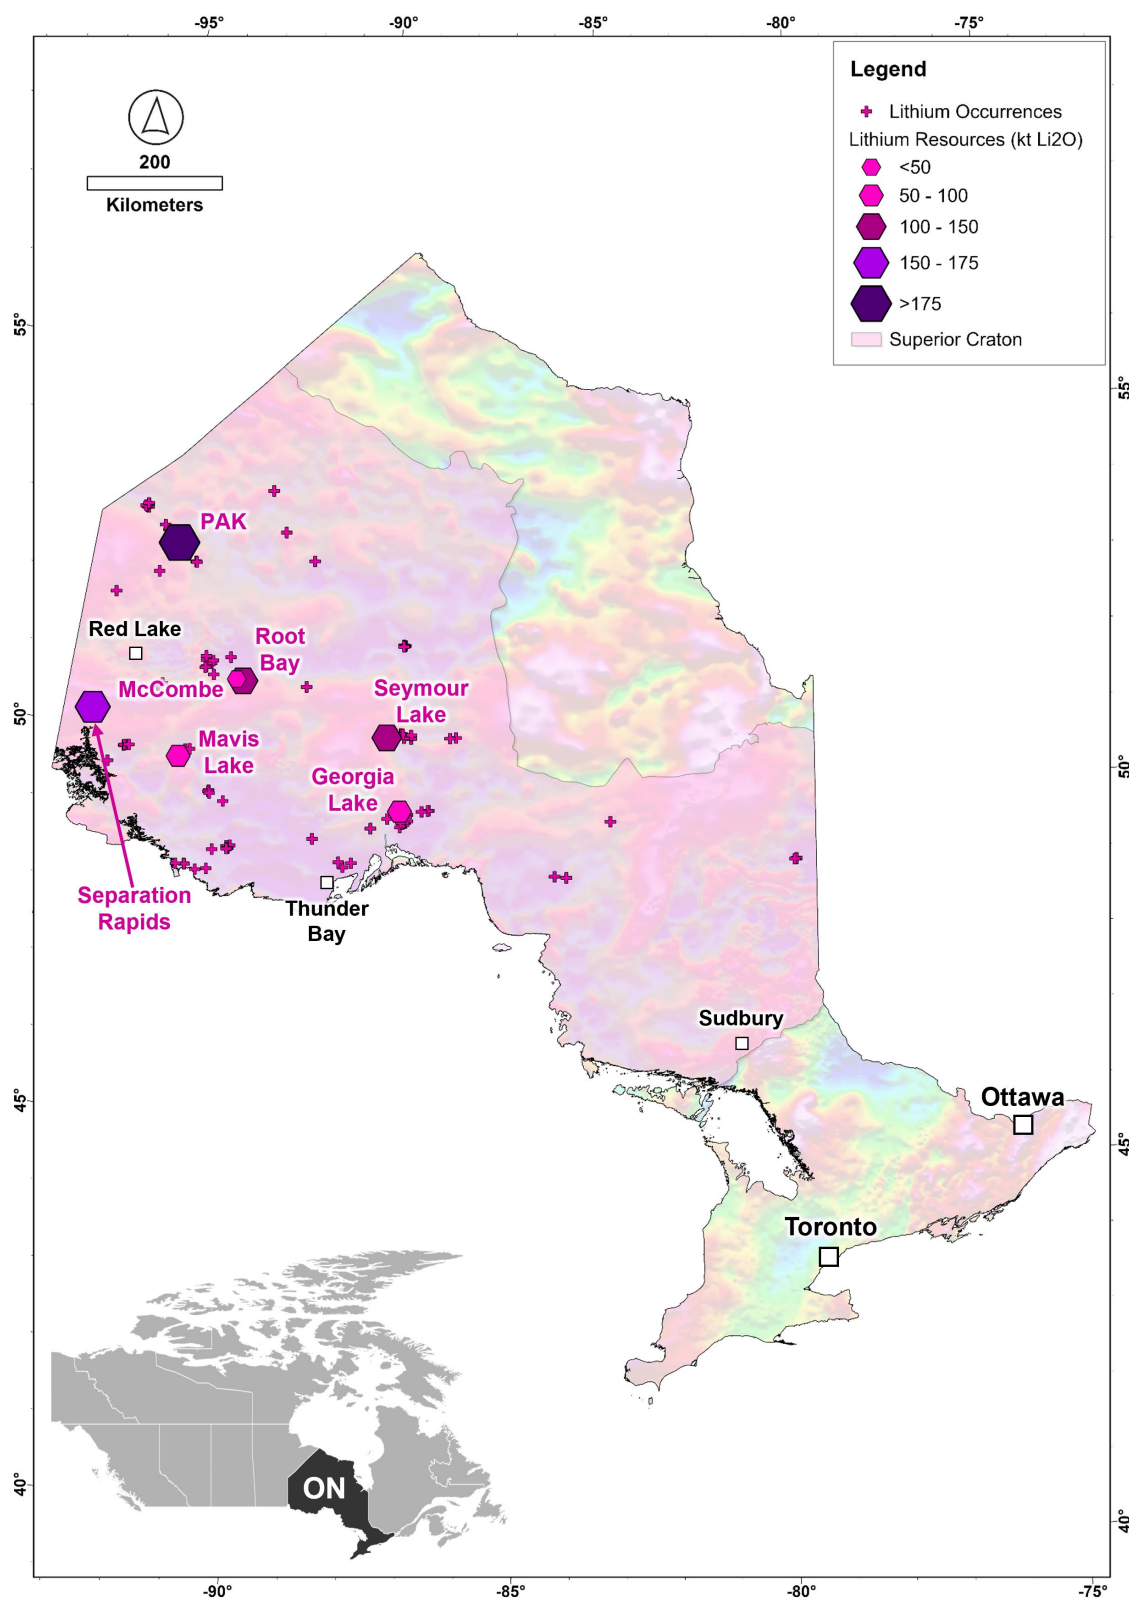 -95°
-90°
-85°
-80°
-75°
Legend
Lithium Occurrences
Lithium Resources (kt Li2O)
<50
50 - 100
100 - 150
150 - 175
>175
Superior Craton
200
Kilometers
55°
55°
PAK
Red Lake
Root
Bay
McCombe
Seymour
Lake
50°
50°
Mavis
Lake
Georgia
Lake
Separation
Rapids
Thunder
Bay
Sudbury
Ottawa
45°
45°
Toronto
ON
40°
40°
-90°
-85°
-80°
-75°